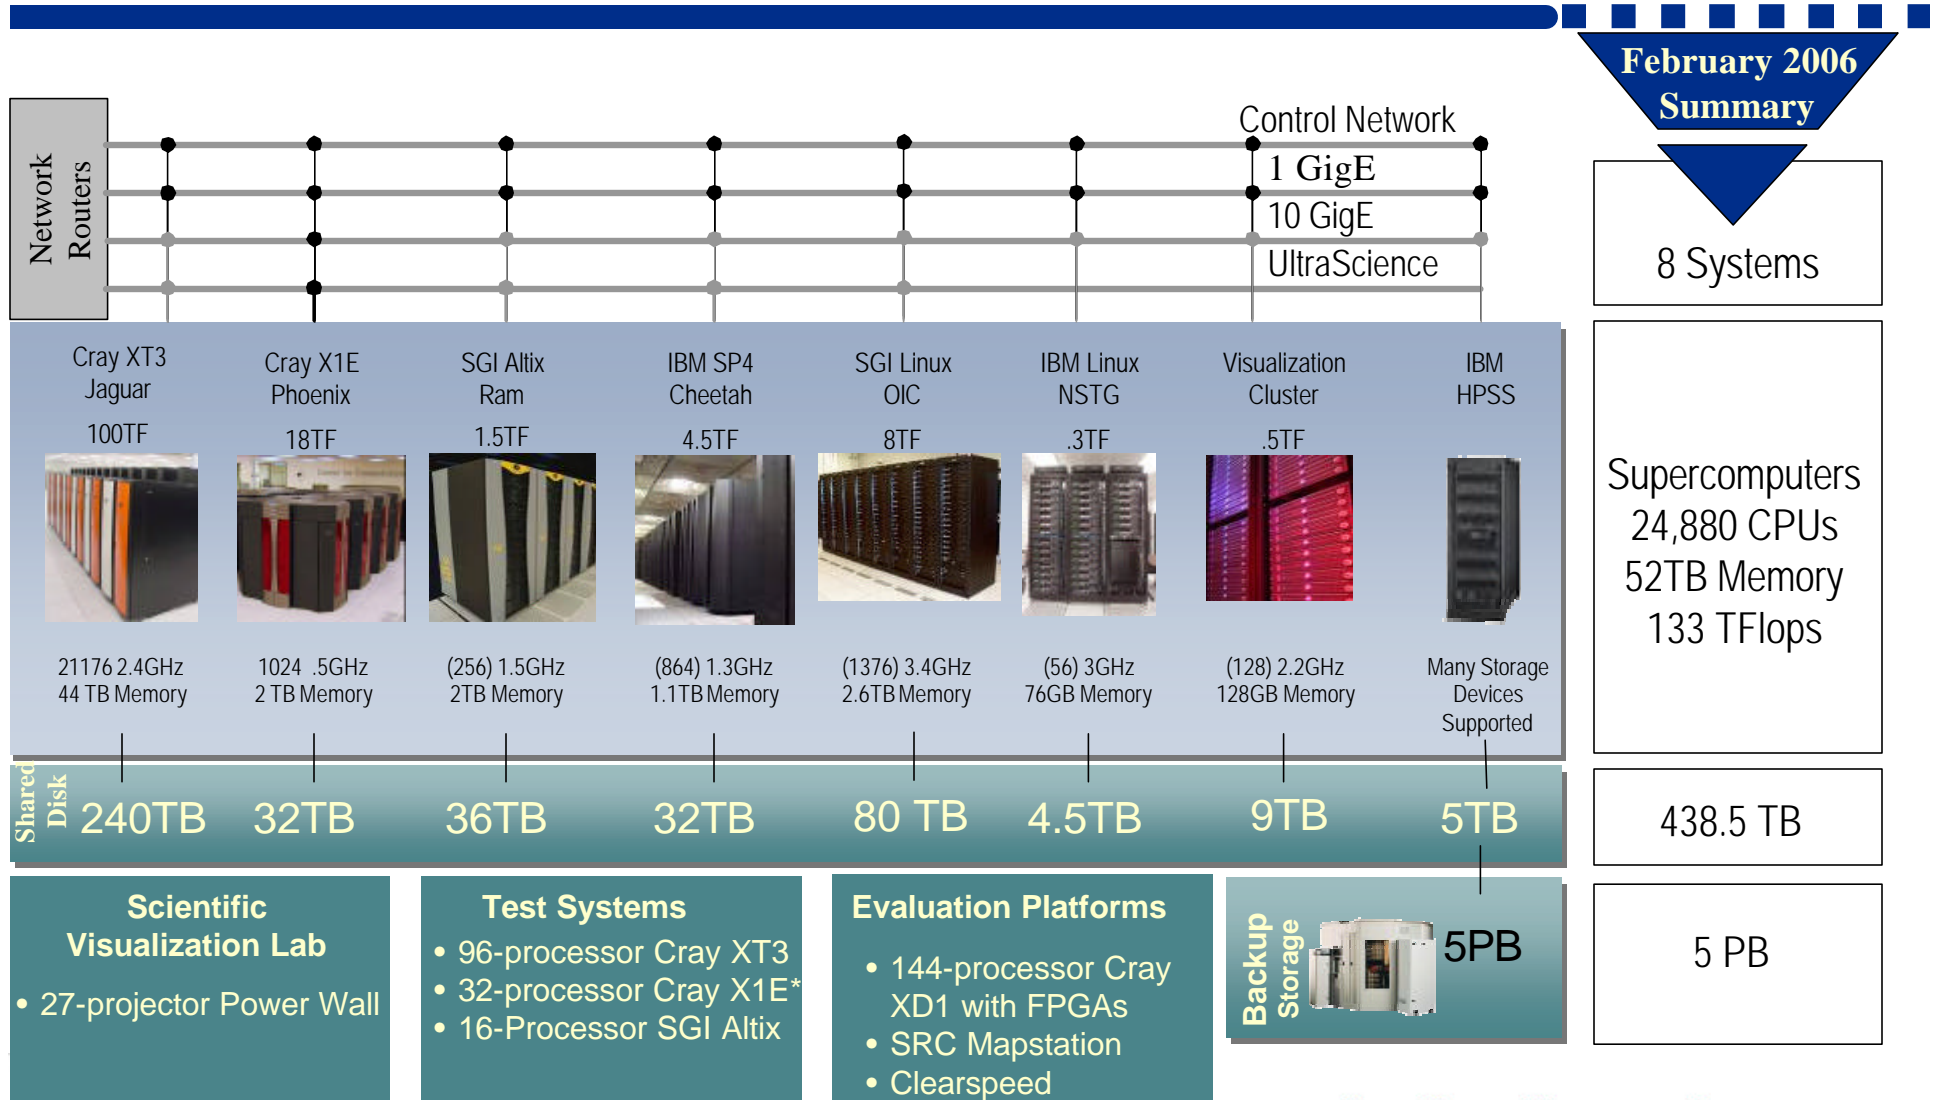 February 2006
Summary
Network
Routers
Control Network
1 GigE
10 GigE
UltraScience
8 Systems
Cray XT3
Jaguar
100TF
Cray X1E
Phoenix
18TF
SGI Altix
Ram
1.5TF
IBM SP4
Cheetah
4.5TF
SGI Linux
OIC
8TF
IBM Linux
NSTG
.3TF
Visualization
Cluster
.5TF
IBM
HPSS
21176 2.4GHz
44 TB Memory
1024 .5GHz
2 TB Memory
(256) 1.5GHz
2TB Memory
(864) 1.3GHz
1.1TB Memory
(1376) 3.4GHz
2.6TB Memory
(56) 3GHz
76GB Memory
(128) 2.2GHz
128GB Memory
Many Storage
Devices
Supported
Supercomputers
24,880 CPUs
52TB Memory
133 TFlops
Shared
Disk
240TB
32TB
36TB
32TB
80 TB
4.5TB
9TB
5TB
438.5 TB
Scientific
Visualization Lab
• 27-projector Power Wall
Test Systems
• 96-processor Cray XT3
• 32-processor Cray X1E*
• 16-Processor SGI Altix
Evaluation Platforms
• 144-processor Cray
XD1 with FPGAs
• SRC Mapstation
• Clearspeed
Backup
Storage
5PB
5 PB